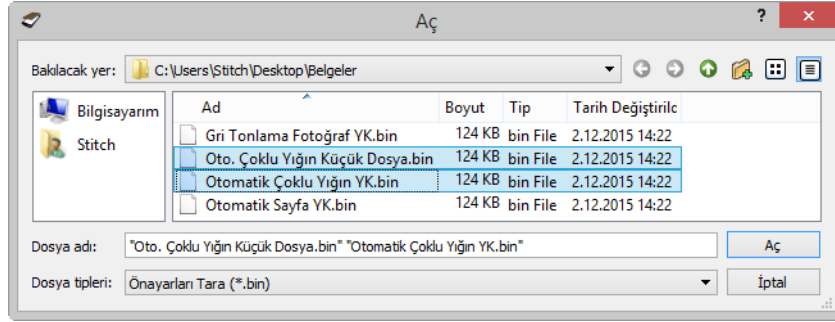 Aç
?
Bakılacak yer: C:\Users\Stitch\Desktop\Belgeler
Bilgisayarım
Stitch
Ad Boyut Tip Tarih Değiştirilc
Gri Tonlama Fotoğraf YK.bin 124 KB bin File 2.12.2015 14:22
Oto. Çoklu Yığın Küçük Dosya.bin 124 KB bin File 2.12.2015 14:22
Otomatik Çoklu Yığın YK.bin 124 KB bin File 2.12.2015 14:22
Otomatik Sayfa YK.bin 124 KB bin File 2.12.2015 14:22
Dosya adı: "Oto. Çoklu Yığın Küçük Dosya.bin" "Otomatik Çoklu Yığın YK.bin" Aç
Dosya tipleri: Önayarları Tara (*.bin) İptal